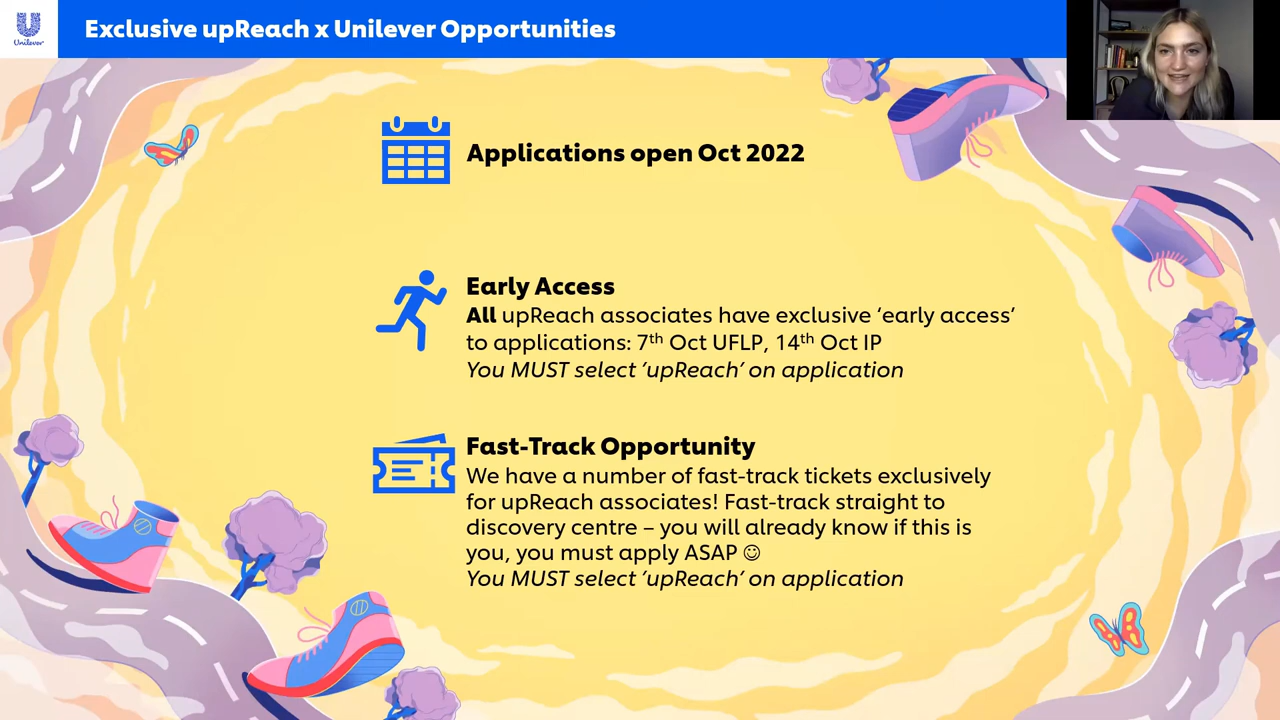 Unilever
Exclusive upReach x Unilever Opportunities
Applications open Oct 2022
Early Access
All upReach associates have exclusive ‘early access’
to applications: 7th Oct UFLP, 14th Oct IP
You MUST select ‘upReach’ on application
Fast-Track Opportunity
We have a number of fast-track tickets exclusively
for upReach associates! Fast-track straight to
discovery centre – you will already know if this is
you, you must apply ASAP ☺
You MUST select ‘upReach’ on application